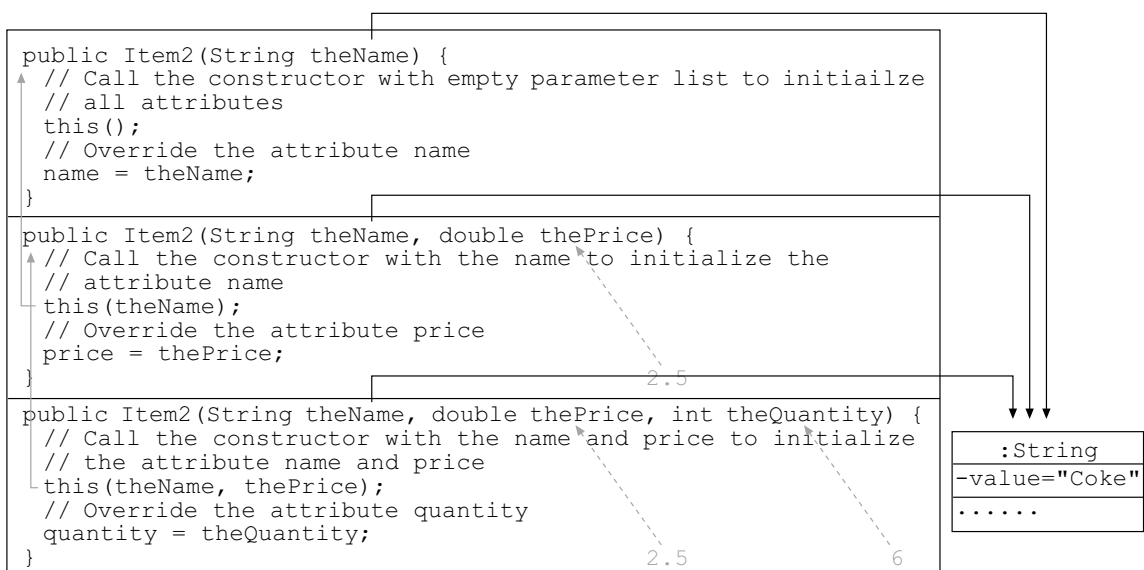 public Item2(String theName) {
// Call the constructor with empty parameter list to initiailze
// all attributes
this();
// Override the attribute name
name = theName;
}
public Item2(String theName, double thePrice) {
// Call the constructor with the name to initialize the
// attribute name
this(theName);
// Override the attribute price
price = thePrice;
}
2.5
public Item2(String theName, double thePrice, int theQuantity) {
// Call the constructor with the name and price to initialize
// the attribute name and price
this(theName, thePrice);
// Override the attribute quantity
quantity = theQuantity;
}
2.5
6
:String
-value="Coke"
......